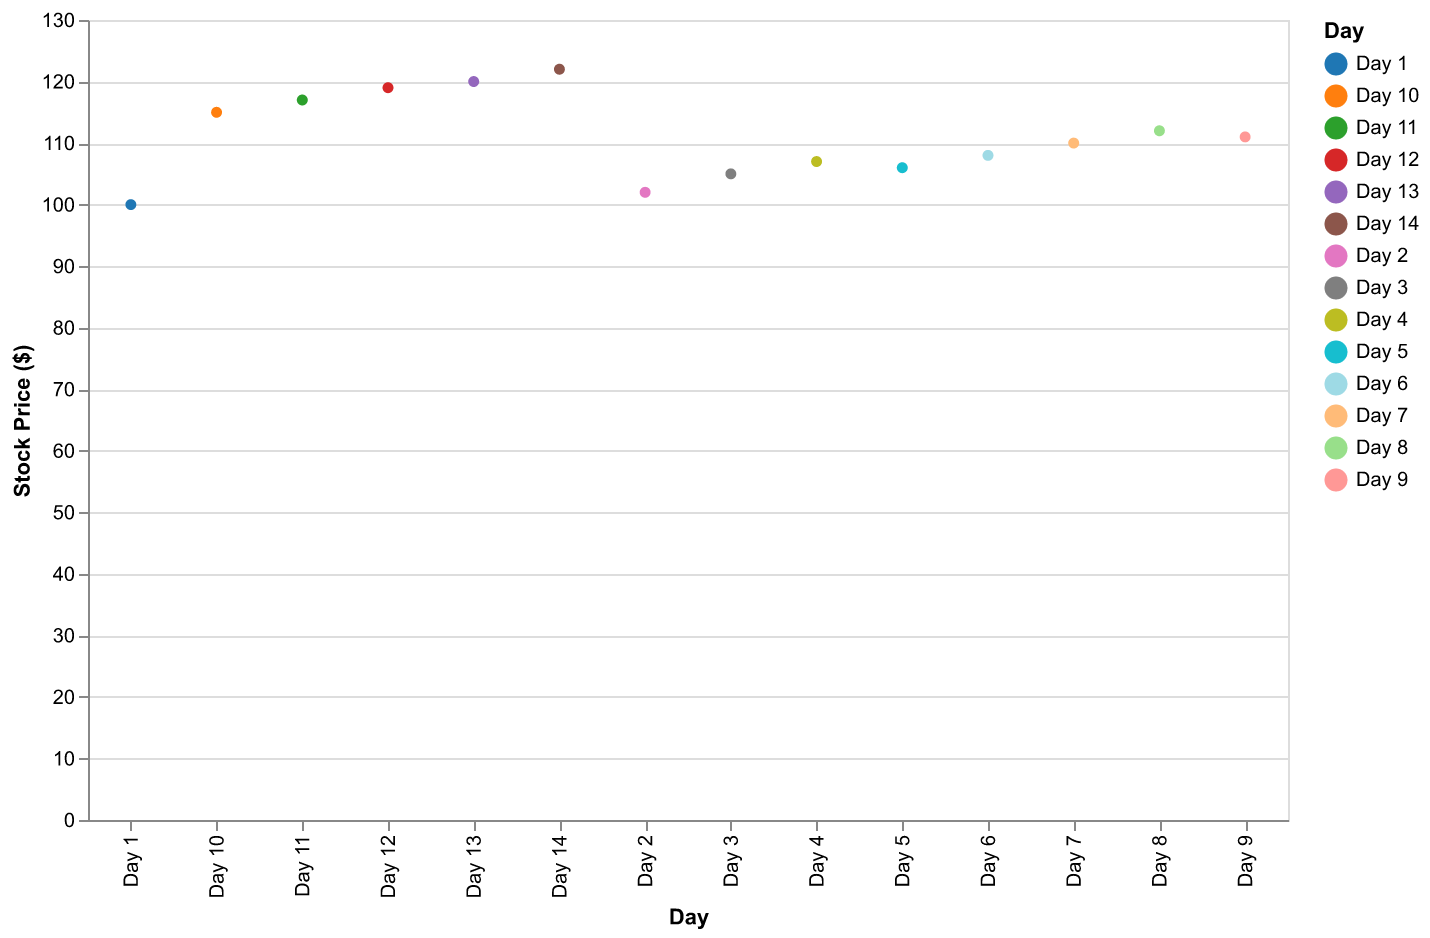 130
120
110
100
90
80
70
60
50
40
30
20
10
0
Stock Price ($)
Day 1
Day 10
Day 11
Day 12
Day 13
Day 14
Day 2
Day 3
Day 4
Day 5
Day 6
Day 7
Day 8
Day 9
Day
Day
Day 1
Day 10
Day 11
Day 12
Day 13
Day 14
Day 2
Day 3
Day 4
Day 5
Day 6
Day 7
Day 8
Day 9